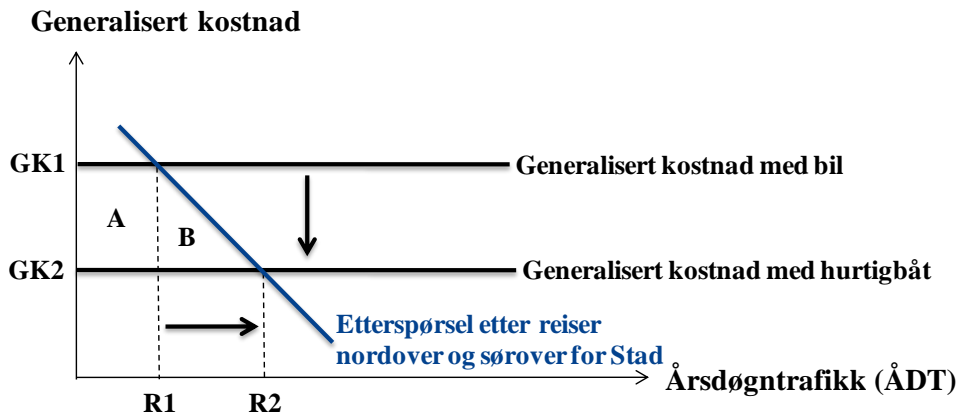 Generalisert kostnad
GK1
Generalisert kostnad med bil
A
B
GK2
Generalisert kostnad med hurtigbåt
Etterspørsel etter reiser
nordover og sørover for Stad
Årsdøgntrafikk (ÅDT)
R1
R2